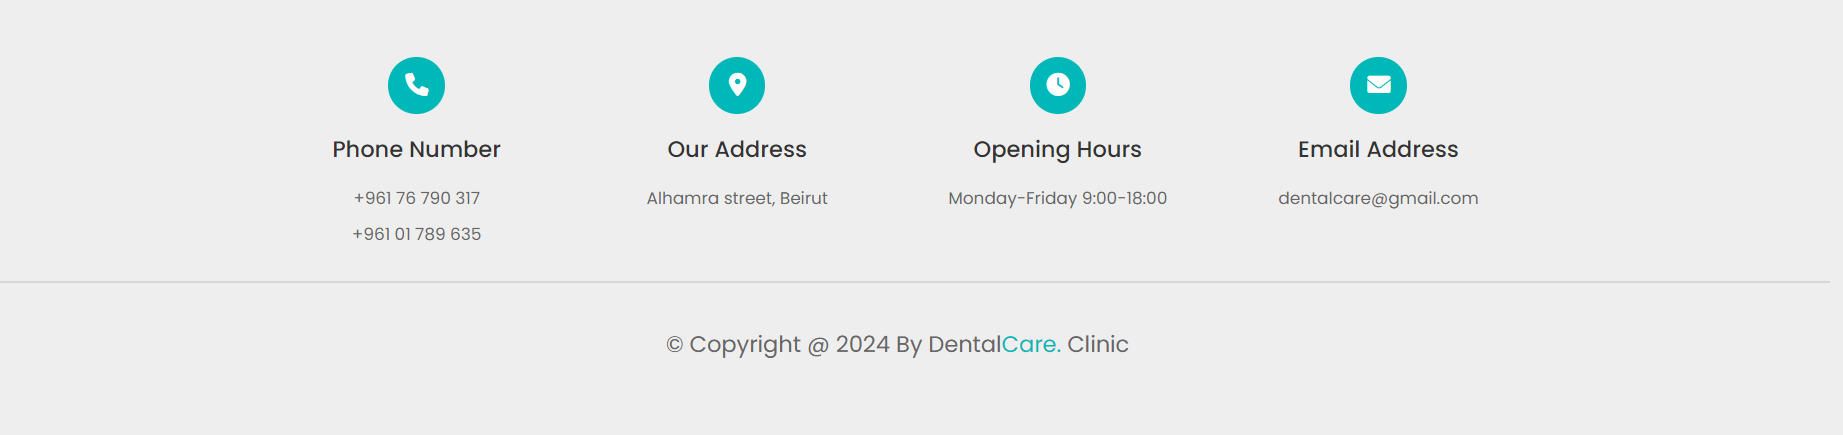 Phone Number
+961 76 790 317
+961 01 789 635
Our Address
Alhamra street, Beirut
Opening Hours
Monday-Friday 9:00-18:00
Email Address
dentalcare@gmail.com
© Copyright @ 2024 By DentalCare. Clinic